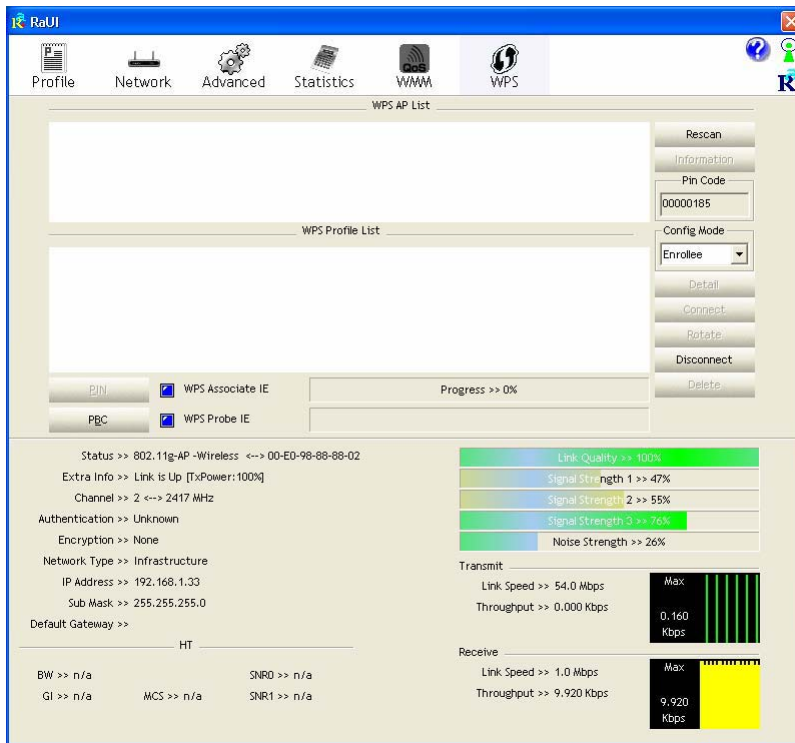 RaUI
Profile Network Advanced Statistics QoS WMM WPS
WPS AP List
Rescan
Information
Pin Code
00000185
WPS Profile List
Config Mode
Enrollee
Detail
Connect
Rotate
Disconnect
Delete
PIN WPS Associate IE Progress >> 0%
PBC WPS Probe IE
Status >> 802.11g-AP -Wireless <--> 00-E0-98-88-88-02
Extra Info >> Link is Up [TxPower:100%]
Channel >> 2 <--> 2417 MHz
Authentication >> Unknown
Encryption >> None
Network Type >> Infrastructure
IP Address >> 192.168.1.33
Sub Mask >> 255.255.255.0
Default Gateway >>
HT
BW >> n/a SNR0 >> n/a
GI >> n/a MCS >> n/a SNR1 >> n/a
Link Quality >> 100%
Signal Strength 1 >> 47%
Signal Strength 2 >> 55%
Signal Strength 3 >> 76%
Noise Strength >> 26%
Transmit
Link Speed >> 54.0 Mbps
Throughput >> 0.000 Kbps
Max
0.160
Kbps
Receive
Link Speed >> 1.0 Mbps
Throughput >> 9.920 Kbps
Max
9.920
Kbps